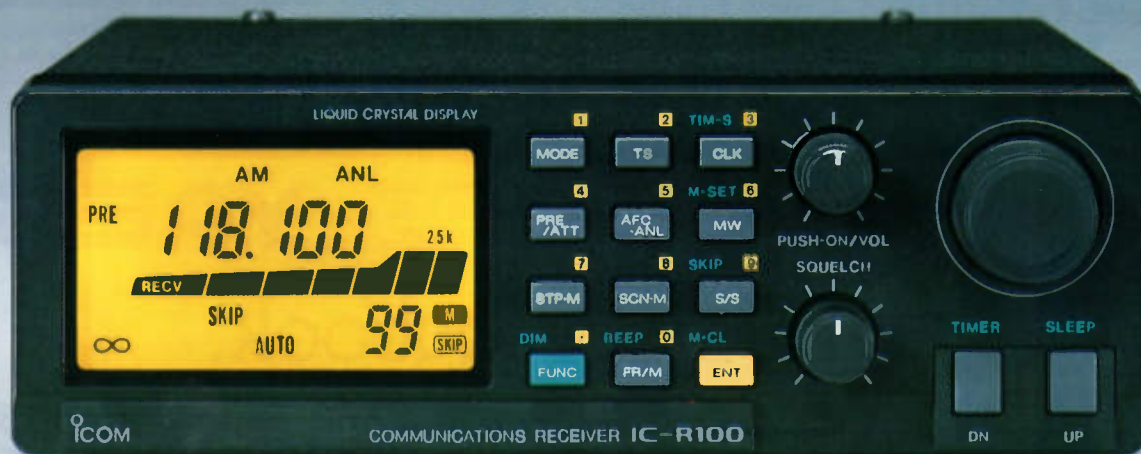 LIQUID CRYSTAL DISPLAY
AM ANL
PRE 118.100 25k
RECV
SKIP 99 M
∞ AUTO SKIP
1 2 TIM-S 3
MODE TS CLK
4 5 M-SET 6
PRE/ATT AFC·ANL MW
7 8 SKIP 9
STP·M SCN·M S/S
DIM · BEEP 0 M·CL
FUNC PR/M ENT
PUSH-ON/VOL
SQUELCH
TIMER SLEEP
DN UP
ICOM COMMUNICATIONS RECEIVER IC-R100